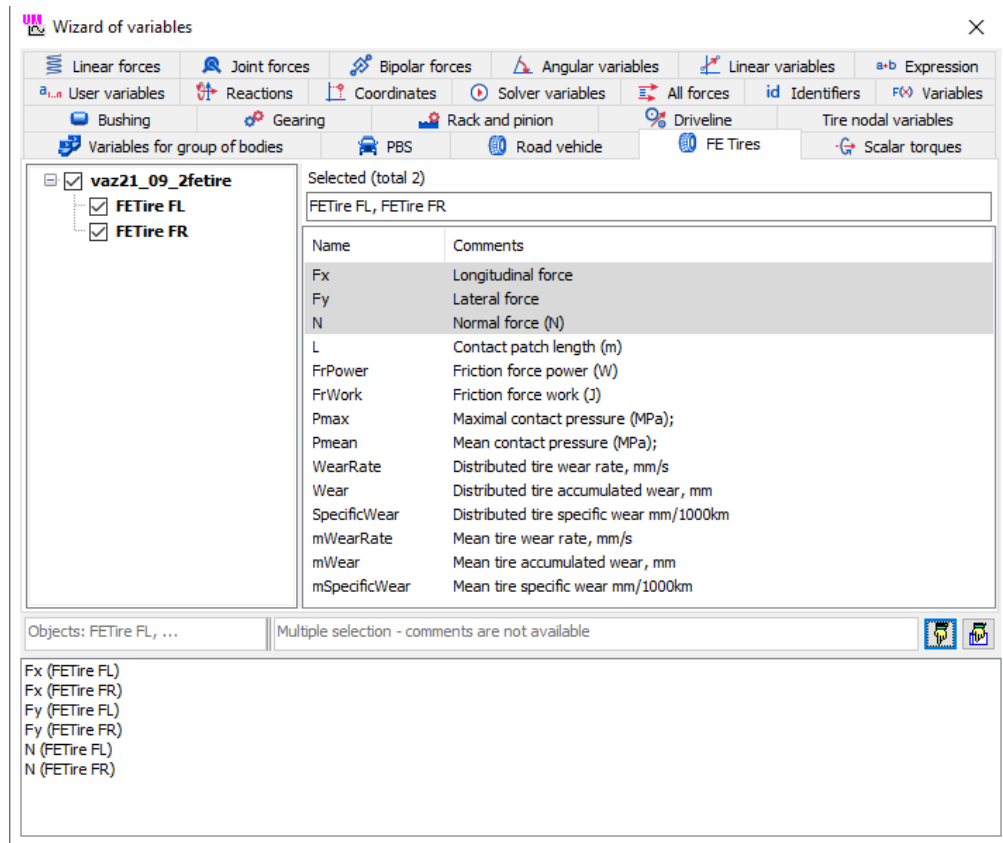 UM Wizard of variables
Linear forces Joint forces Bipolar forces Angular variables Linear variables a+b Expression
User variables Reactions Coordinates Solver variables All forces id Identifiers F(x) Variables
Bushing Gearing Rack and pinion Driveline Tire nodal variables
Variables for group of bodies PBS Road vehicle FE Tires Scalar torques
vaz21_09_2fetire
FETire FL
FETire FR
Selected (total 2)
FETire FL, FETire FR
Name Comments
Fx Longitudinal force
Fy Lateral force
N Normal force (N)
L Contact patch length (m)
FrPower Friction force power (W)
FrWork Friction force work (J)
Pmax Maximal contact pressure (MPa);
Pmean Mean contact pressure (MPa);
WearRate Distributed tire wear rate, mm/s
Wear Distributed tire accumulated wear, mm
SpecificWear Distributed tire specific wear mm/1000km
mWearRate Mean tire wear rate, mm/s
mWear Mean tire accumulated wear, mm
mSpecificWear Mean tire specific wear mm/1000km
Objects: FETire FL, ... Multiple selection - comments are not available
Fx (FETire FL)
Fx (FETire FR)
Fy (FETire FL)
Fy (FETire FR)
N (FETire FL)
N (FETire FR)